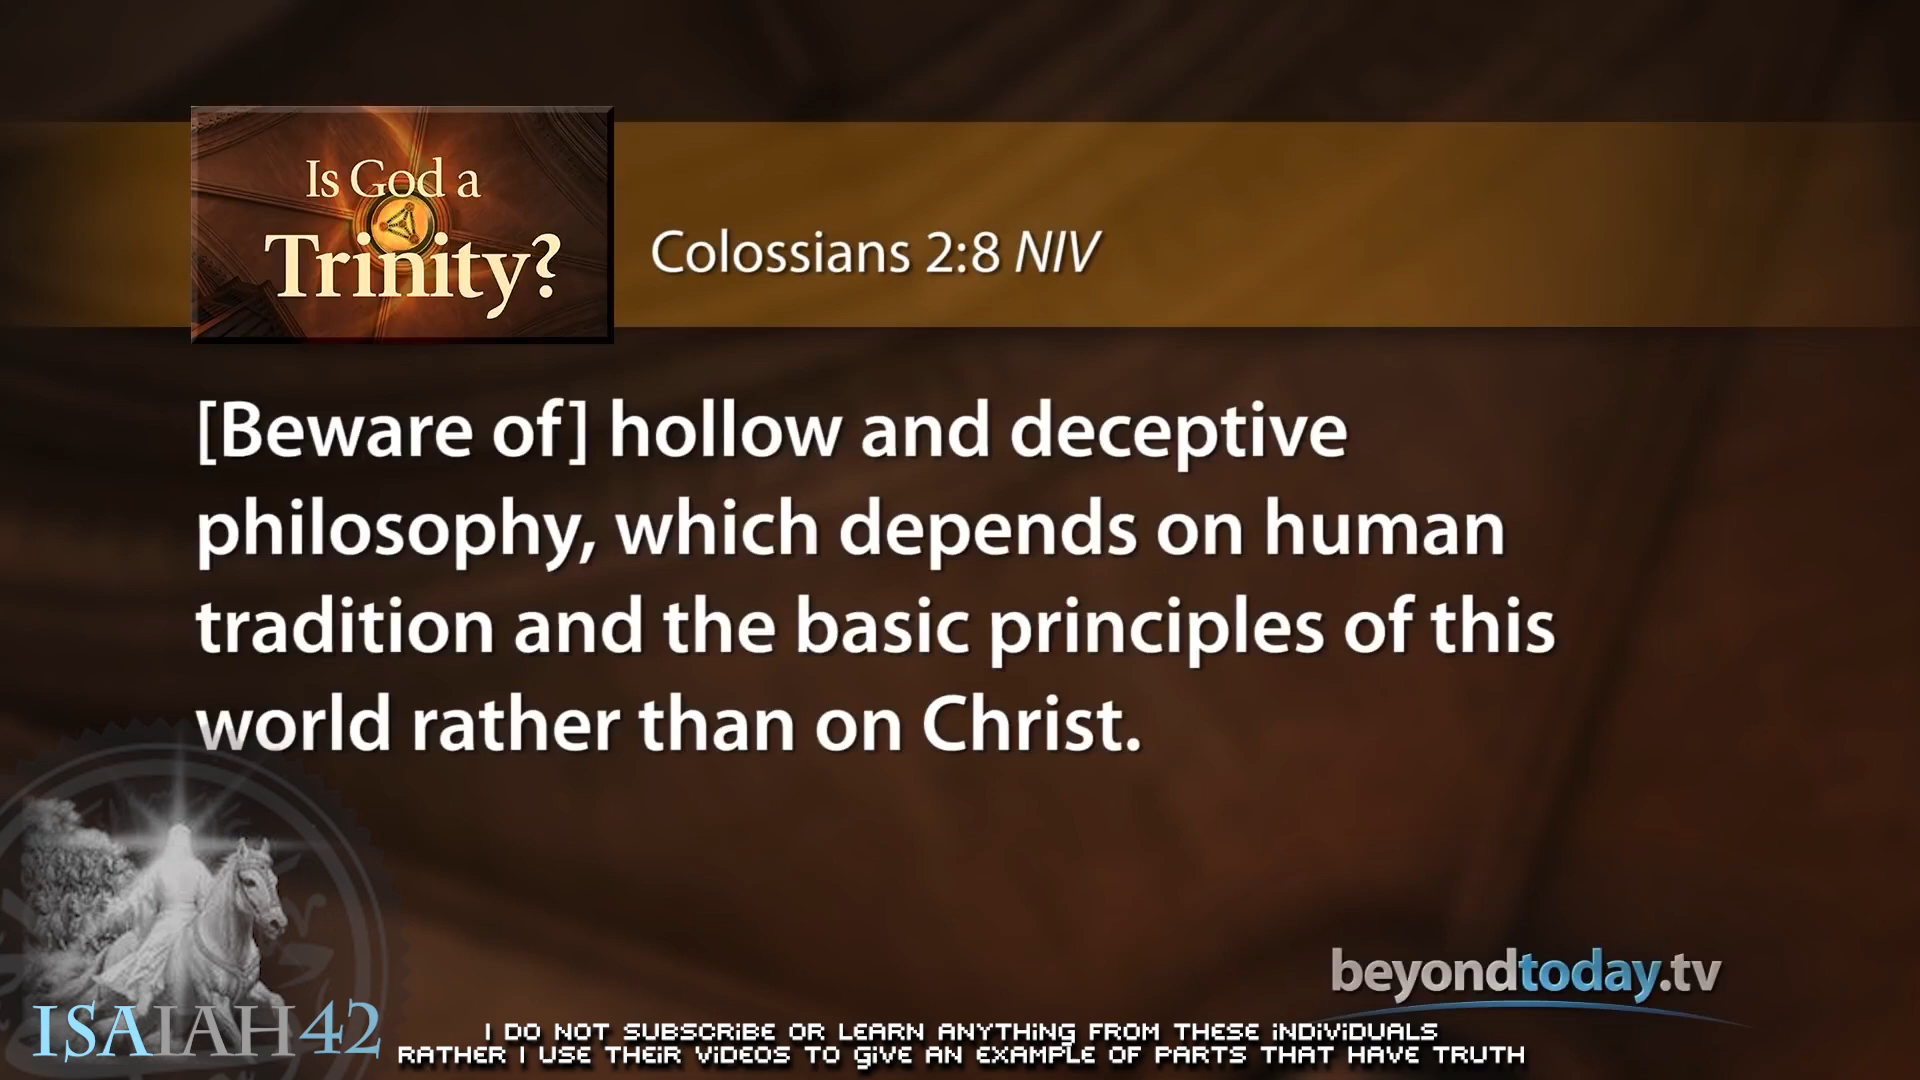 Is God a
Trinity?
Colossians 2:8 NIV
[Beware of] hollow and deceptive
philosophy, which depends on human
tradition and the basic principles of this
world rather than on Christ.
beyondtoday.tv
ISAIAH 42
I DO NOT SUBSCRiBE OR LEARN ANYTHiNg FROM THESE iNDiViDUALS
RATHER I USE THEiR ViDEOS TO giVE AN EXAMPLE OF PARTS THAT HAVE TRUTH